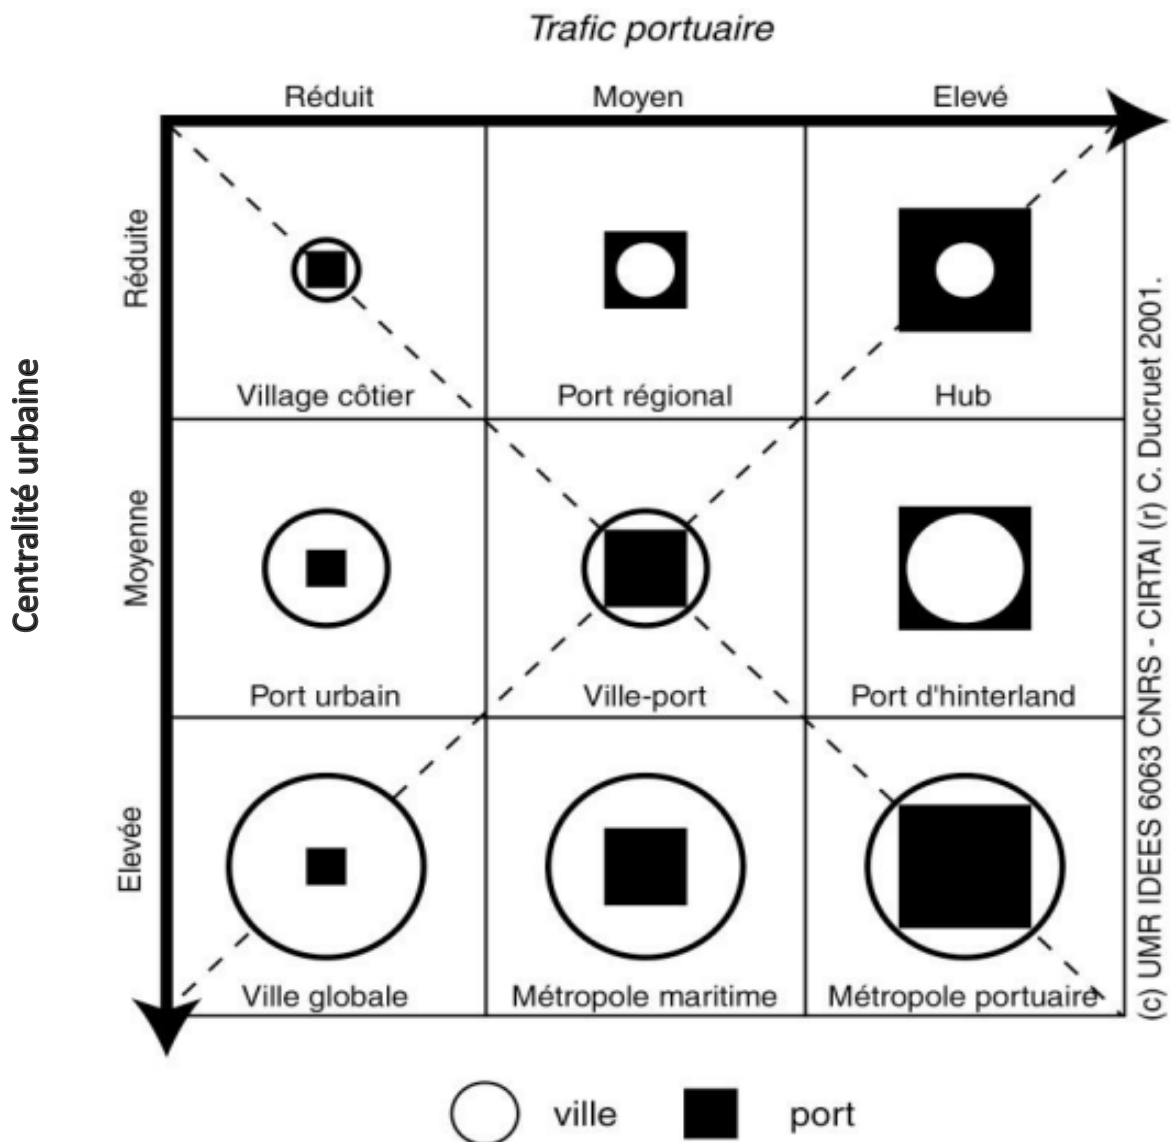 Trafic portuaire
Réduit Moyen Elevé
Centralité urbaine
Réduite
Village côtier Port régional Hub
Moyenne
Port urbain Ville-port Port d'hinterland
Elevée
Ville globale Métropole maritime Métropole portuaire
ville port
(c) UMR IDEES 6063 CNRS - CIRTAI (r) C. Ducruet 2001.